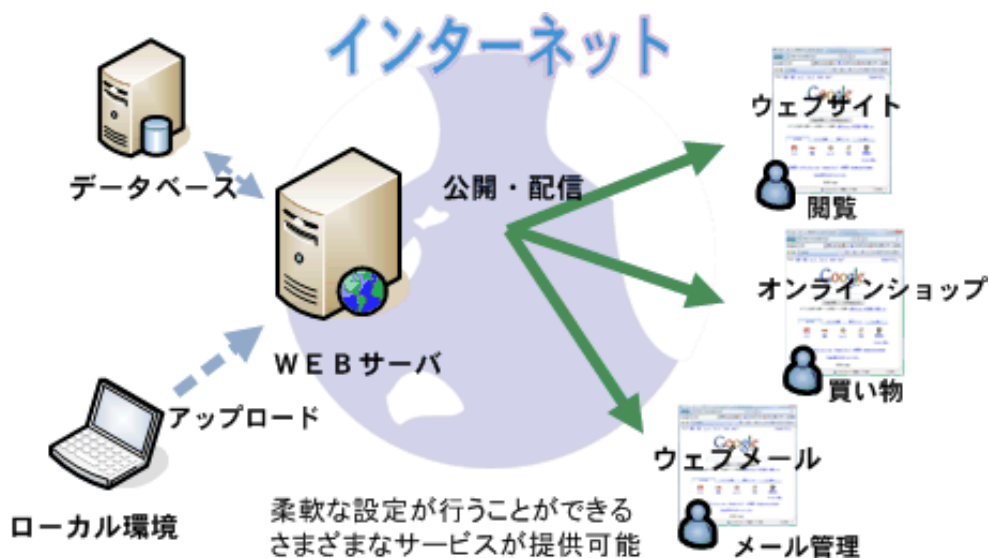 インターネット
ウェブサイト
Google
閲覧
データベース
公開・配信
オンラインショップ
Google
買い物
WEBサーバ
アップロード
ウェブメール
Google
ローカル環境
柔軟な設定が行うことができる
さまざまなサービスが提供可能
メール管理